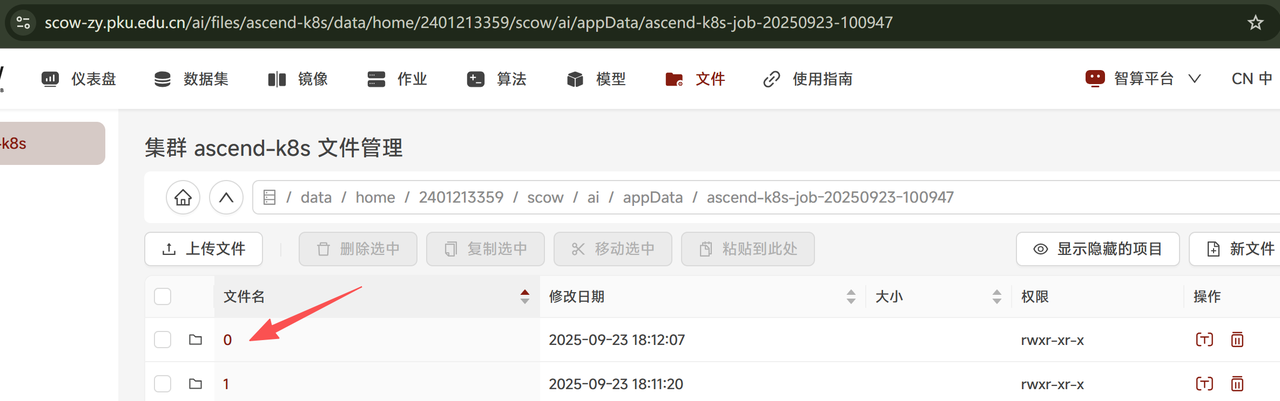 scow-zy.pku.edu.cn/ai/files/ascend-k8s/data/home/2401213359/scow/ai/appData/ascend-k8s-job-20250923-100947
仪表盘 数据集 镜像 作业 算法 模型 文件 使用指南 智算平台 CN 中
-k8s
集群 ascend-k8s 文件管理
/ data / home / 2401213359 / scow / ai / appData / ascend-k8s-job-20250923-100947
上传文件 删除选中 复制选中 移动选中 粘贴到此处 显示隐藏的项目 新文件
文件名 修改日期 大小 权限 操作
0 2025-09-23 18:12:07 rwxr-xr-x
1 2025-09-23 18:11:20 rwxr-xr-x